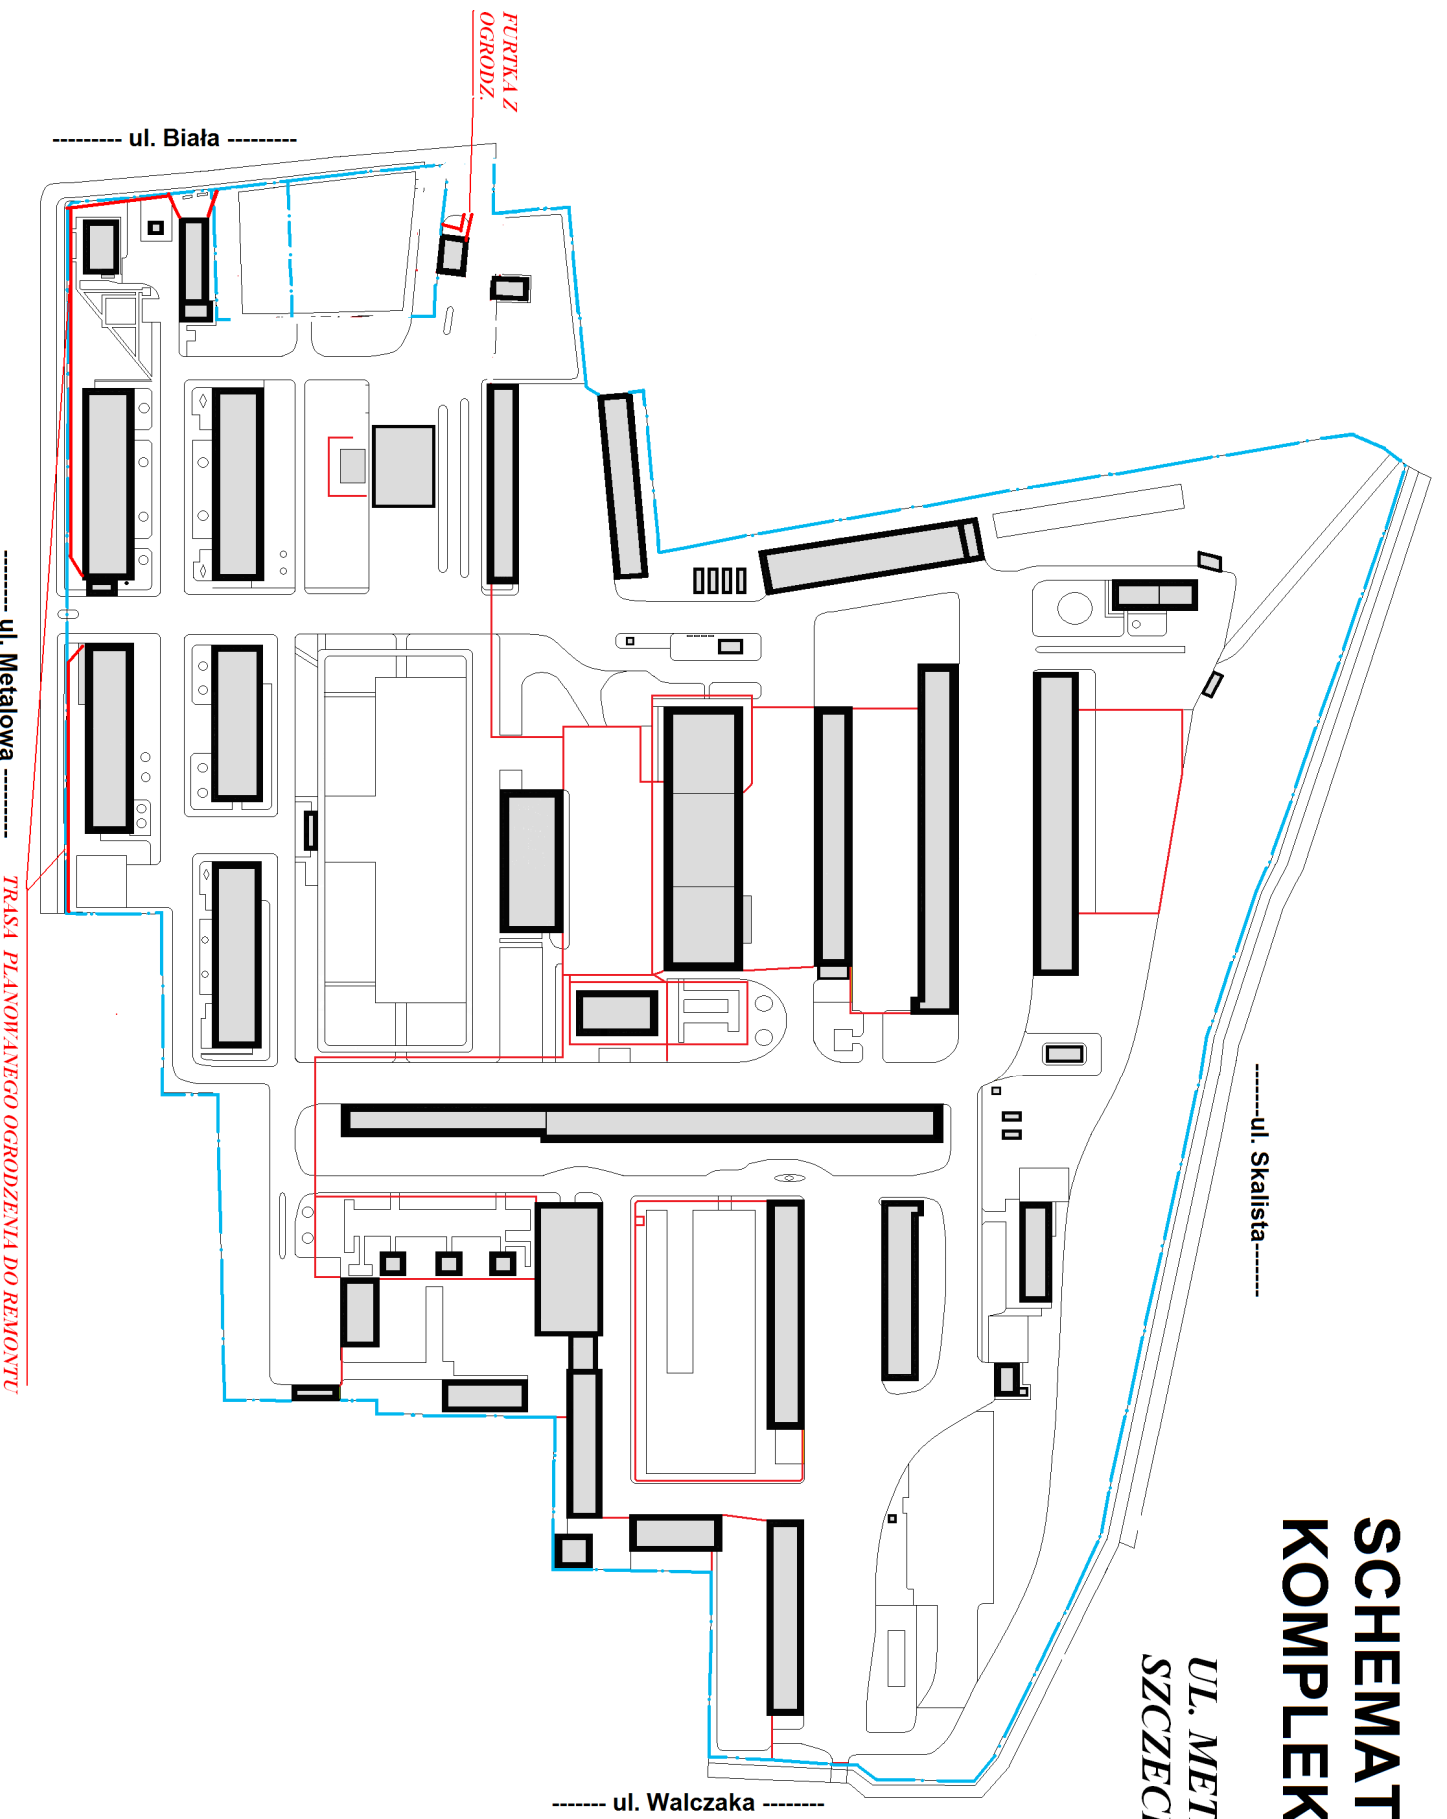 SCHEMAT
KOMPLEK
UL. MET
SZCZECI
FURTKA Z
OGRODZ.
--------- ul. Biała ---------
--------- ul. Metalowa ---------
TRASA PLANOWANEGO OGRODZENIA DO REMONTU
-------ul. Skalista-------
------- ul. Walczaka --------